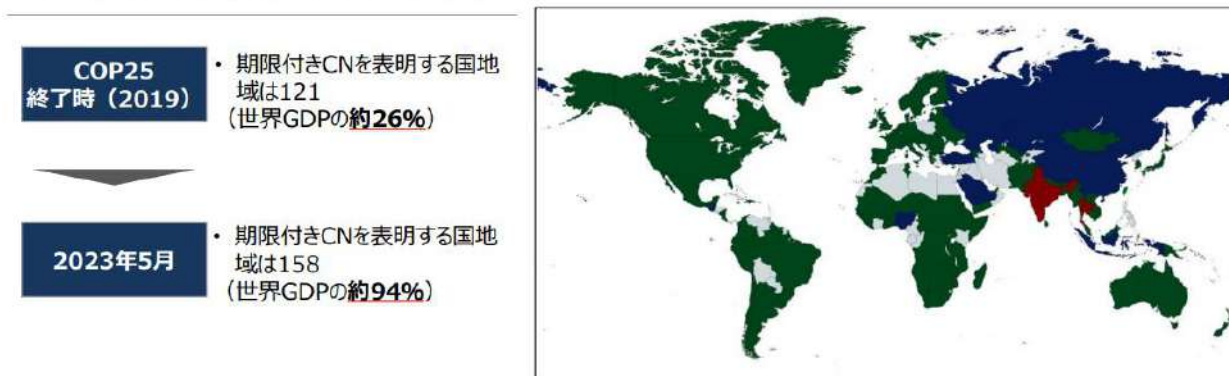 COP25
終了時（2019）
• 期限付きCNを表明する国地
域は121
（世界GDPの約26%）
2023年5月
• 期限付きCNを表明する国地
域は158
（世界GDPの約94%）